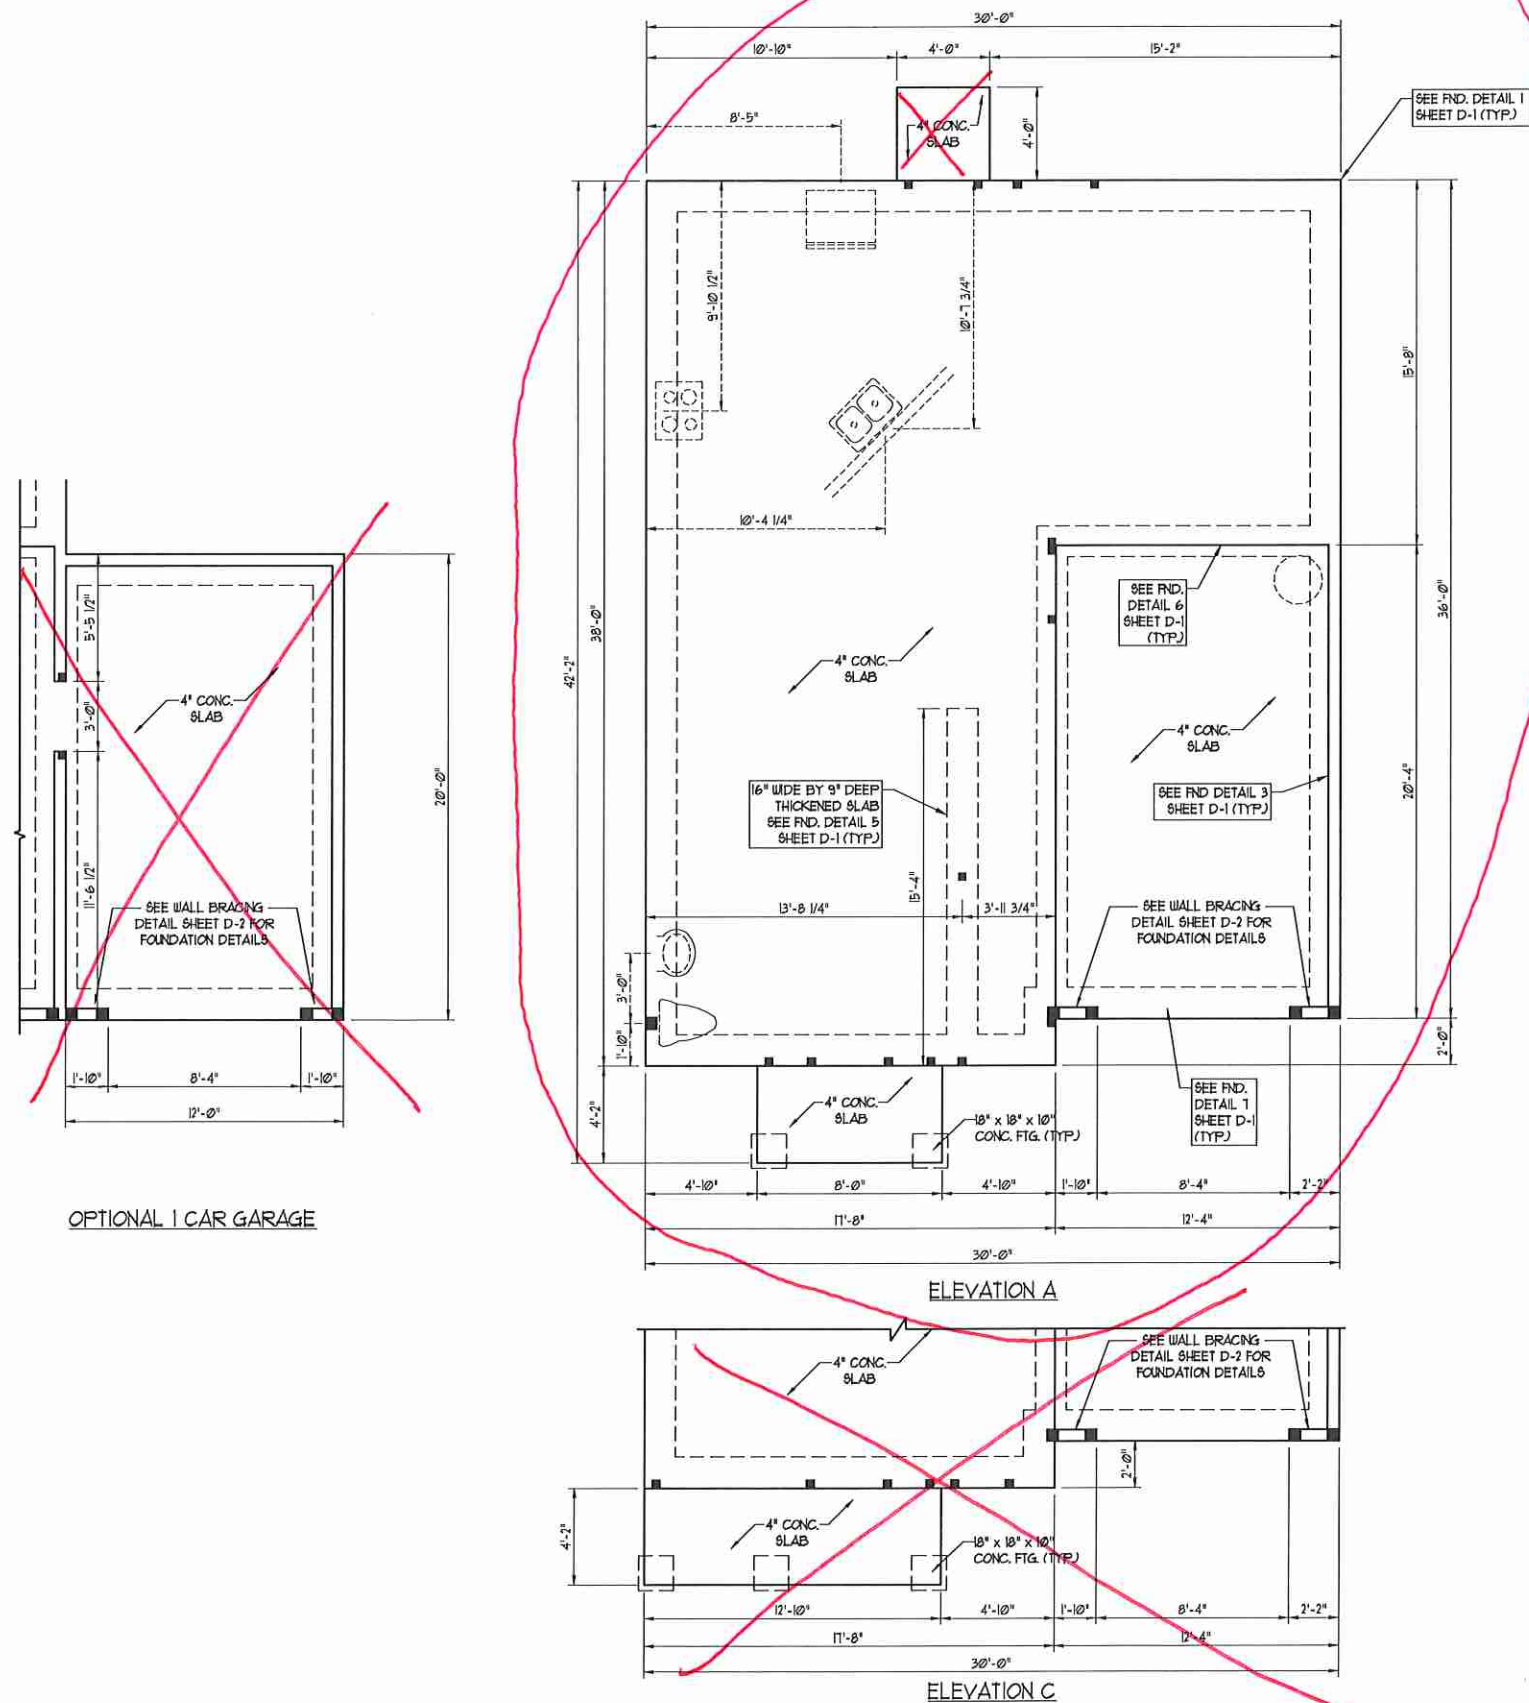 30'-0"
10'-10"
4'-0"
15'-2"
SEE FND. DETAIL 1
SHEET D-1 (TYP.)
8'-5"
4" CONC.
SLAB
4'-0"
9'-10 1/2"
10'-7 3/4"
15'-8"
10'-4 1/4"
42'-2"
38'-0"
36'-0"
SEE FND.
DETAIL 6
SHEET D-1
(TYP.)
4" CONC.
SLAB
4" CONC.
SLAB
20'-4"
16" WIDE BY 9" DEEP
THICKENED SLAB
SEE FND. DETAIL 5
SHEET D-1 (TYP.)
SEE FND DETAIL 3
SHEET D-1 (TYP.)
15'-4"
13'-8 1/4"
3'-11 3/4"
SEE WALL BRACING
DETAIL SHEET D-2 FOR
FOUNDATION DETAILS
3'-0"
1'-10"
2'-0"
SEE FND.
DETAIL 7
SHEET D-1
(TYP.)
4'-2"
4" CONC.
SLAB
18" x 18" x 10"
CONC. FTG. (TYP.)
4'-10"
8'-0"
4'-10"
1'-10"
8'-4"
2'-2"
17'-8"
12'-4"
30'-0"
ELEVATION A
5'-5 1/2"
3'-0"
11'-6 1/2"
4" CONC.
SLAB
20'-0"
SEE WALL BRACING
DETAIL SHEET D-2 FOR
FOUNDATION DETAILS
1'-10"
8'-4"
1'-10"
12'-0"
OPTIONAL 1 CAR GARAGE
4" CONC.
SLAB
SEE WALL BRACING
DETAIL SHEET D-2 FOR
FOUNDATION DETAILS
2'-0"
4'-2"
4" CONC.
SLAB
18" x 18" x 10"
CONC. FTG. (TYP.)
12'-10"
4'-10"
1'-10"
8'-4"
2'-2"
17'-8"
12'-4"
30'-0"
ELEVATION C